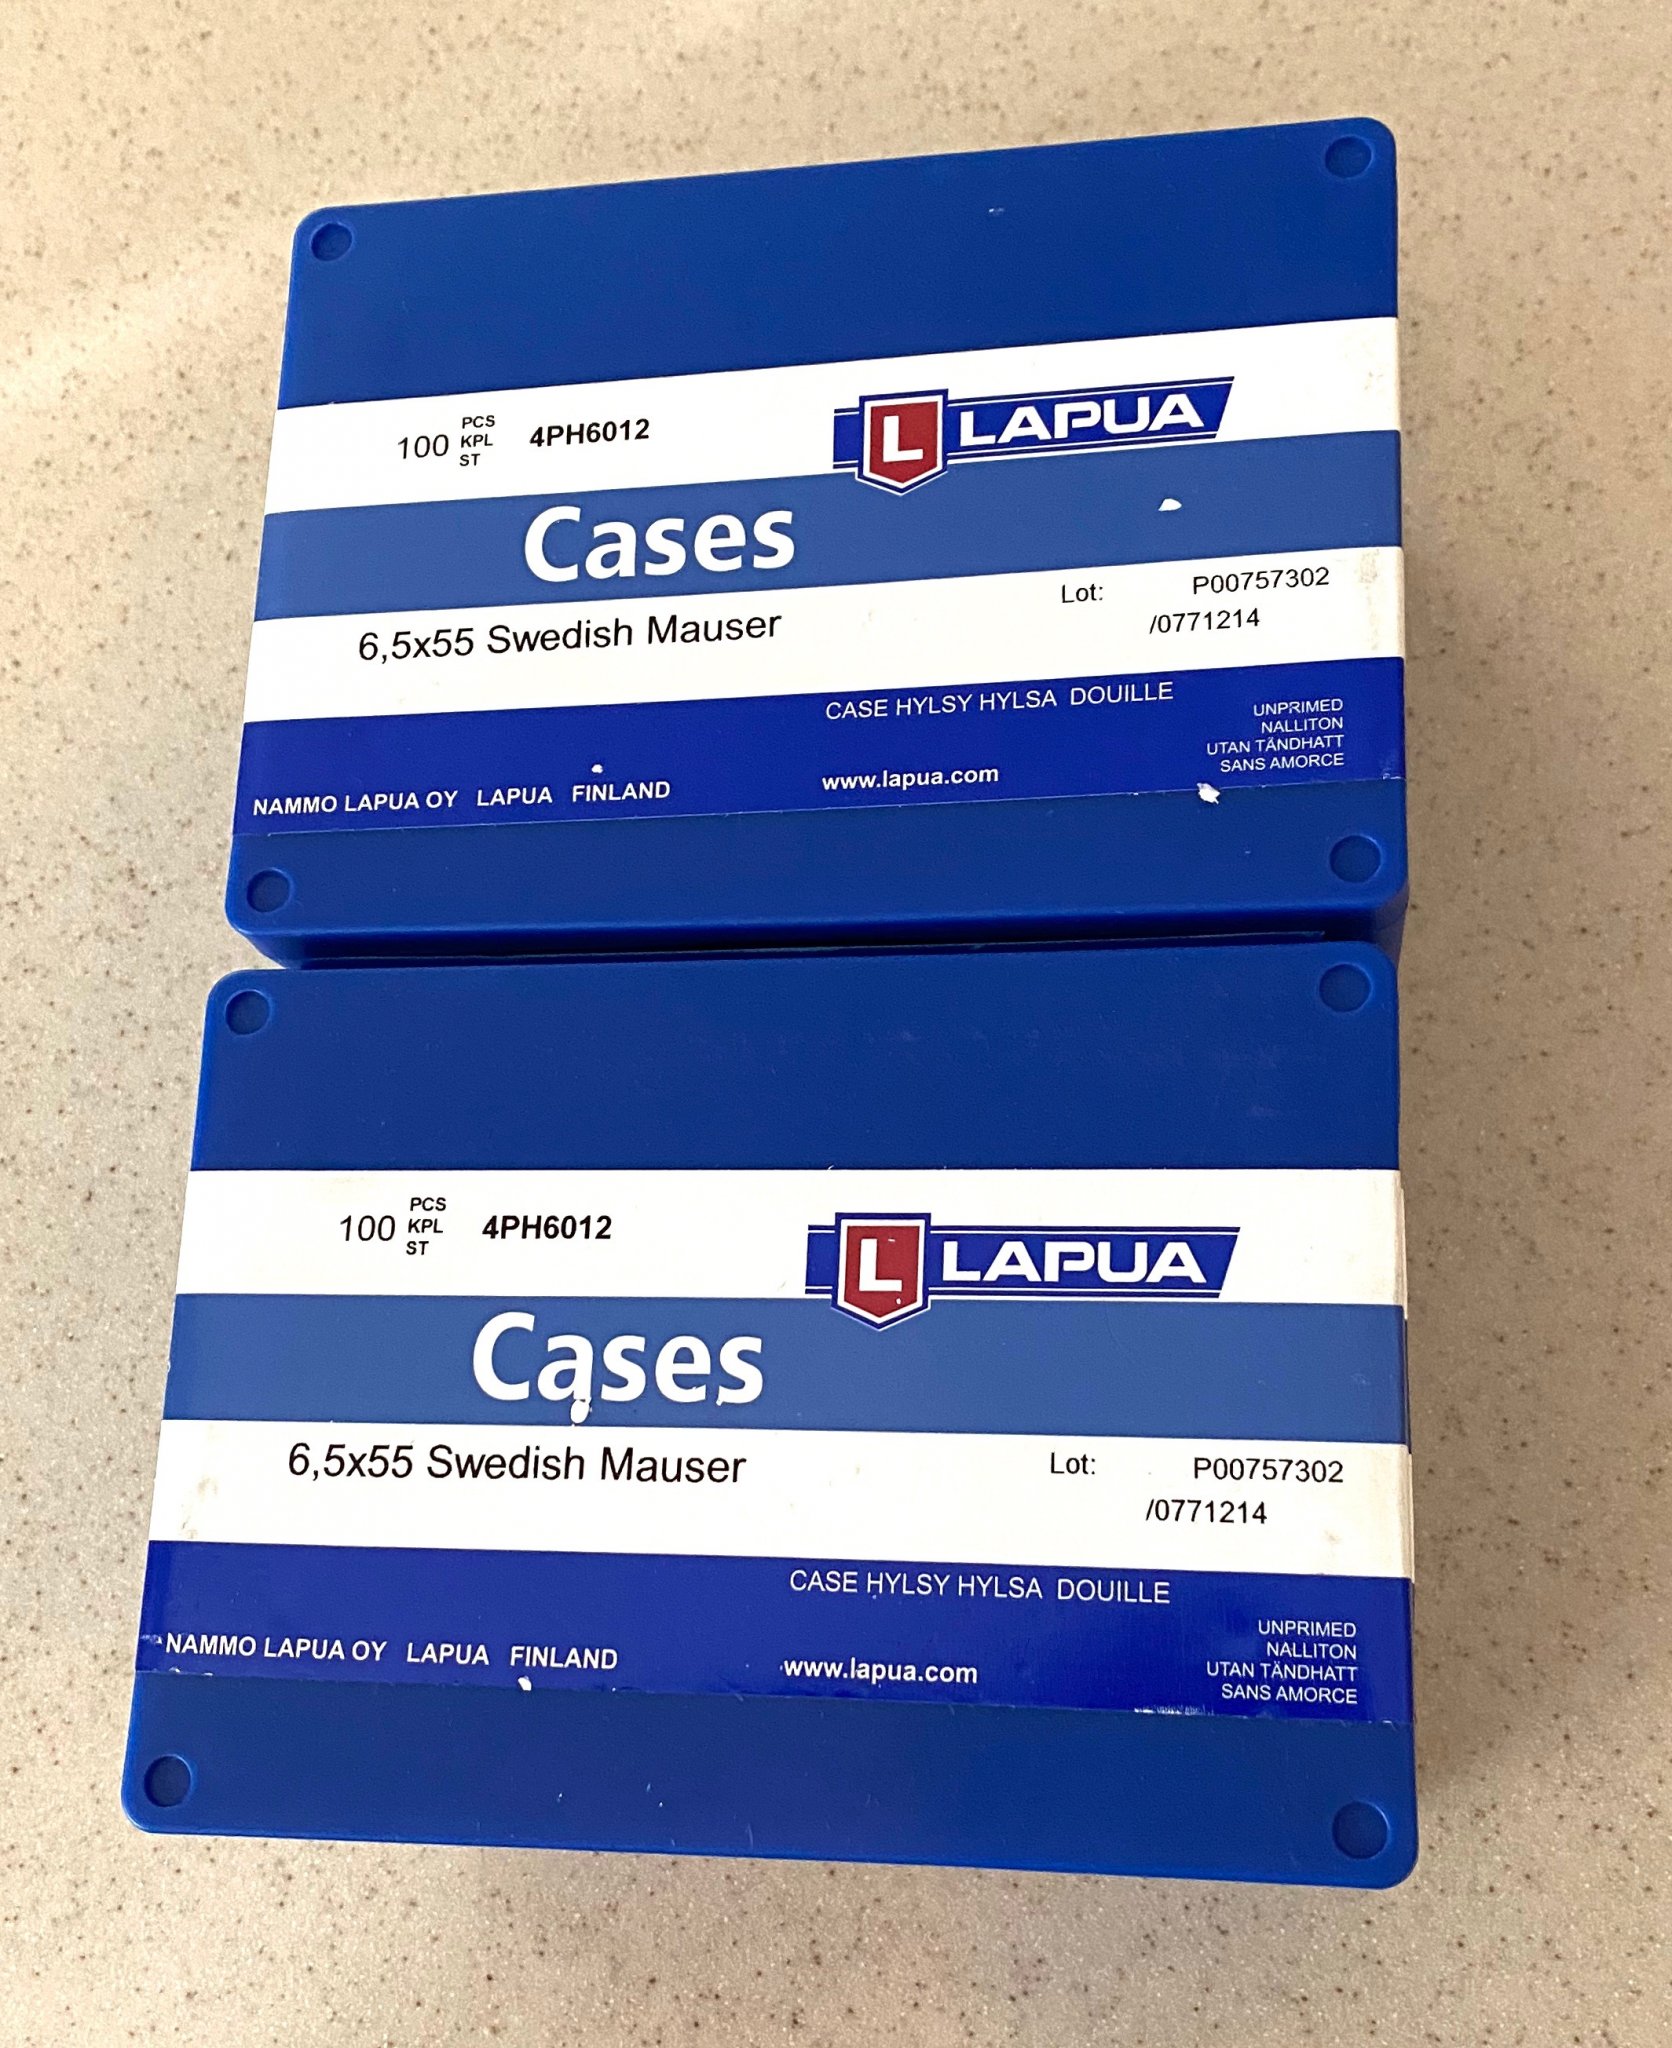 100 PCS KPL ST 4PH6012
L LAPUA
Cases
6,5x55 Swedish Mauser
Lot: P00757302
/0771214
CASE HYLSY HYLSA DOUILLE
UNPRIMED
NALLITON
UTAN TÄNDHATT
SANS AMORCE
www.lapua.com
NAMMO LAPUA OY LAPUA FINLAND
100 PCS KPL ST 4PH6012
L LAPUA
Cases
6,5x55 Swedish Mauser
Lot: P00757302
/0771214
CASE HYLSY HYLSA DOUILLE
UNPRIMED
NALLITON
UTAN TÄNDHATT
SANS AMORCE
www.lapua.com
NAMMO LAPUA OY LAPUA FINLAND